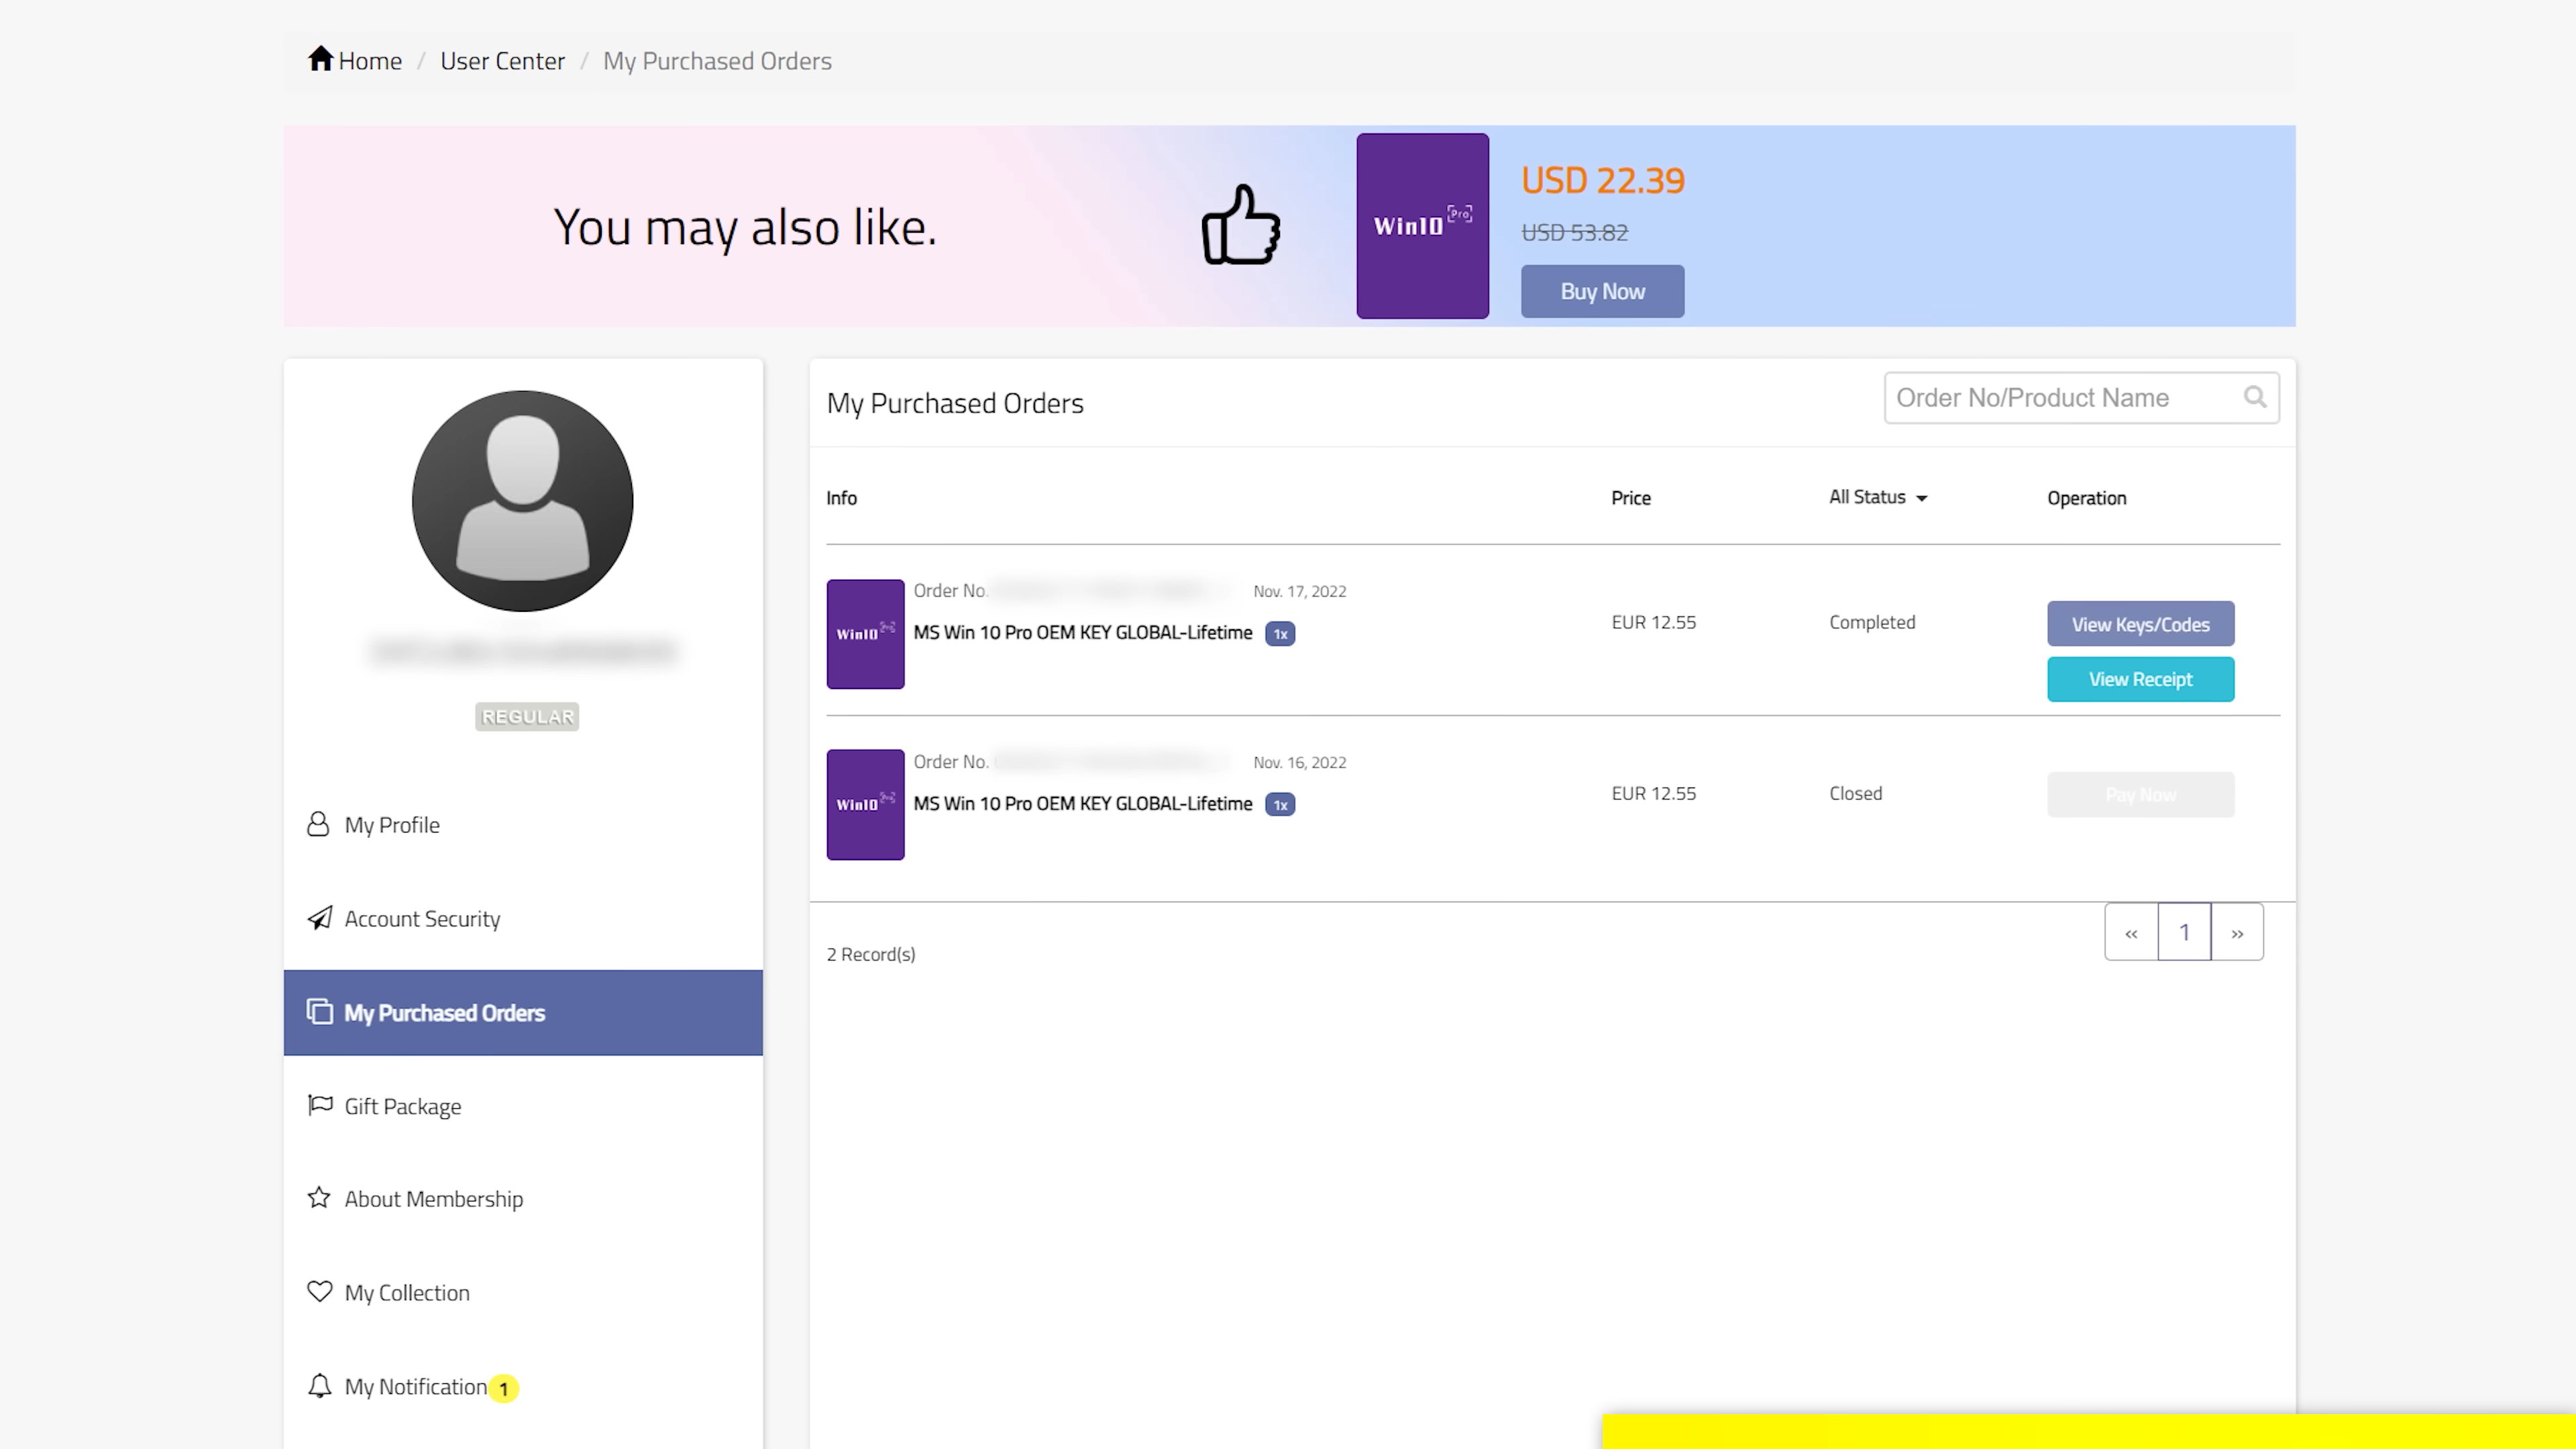 Home / User Center / My Purchased Orders
You may also like.
Win10 [Pro]
USD 22.39
USD 53.82
Buy Now
REGULAR
My Profile
Account Security
My Purchased Orders
Gift Package
About Membership
My Collection
My Notification 1
My Purchased Orders
Order No/Product Name
Info Price All Status Operation
Win10
Order No. Nov. 17, 2022
MS Win 10 Pro OEM KEY GLOBAL-Lifetime 1x
EUR 12.55
Completed
View Keys/Codes
View Receipt
Win10
Order No. Nov. 16, 2022
MS Win 10 Pro OEM KEY GLOBAL-Lifetime 1x
EUR 12.55
Closed
Pay Now
2 Record(s)
« 1 »